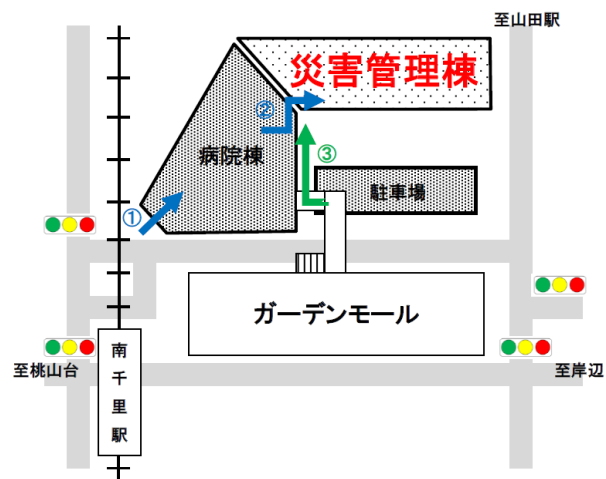 至山田駅
災害管理棟
②
病院棟
③
駐車場
①
ガーデンモール
南千里駅
至桃山台
至岸辺